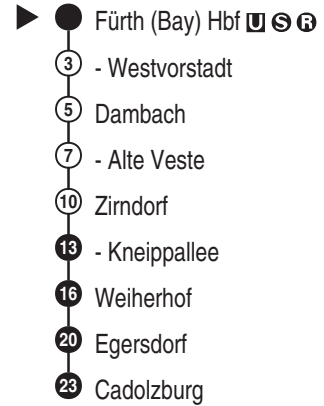 Fürth (Bay) Hbf U S R
3 - Westvorstadt
5 Dambach
7 - Alte Veste
10 Zirndorf
13 - Kneippallee
16 Weiherhof
20 Egersdorf
23 Cadolzburg